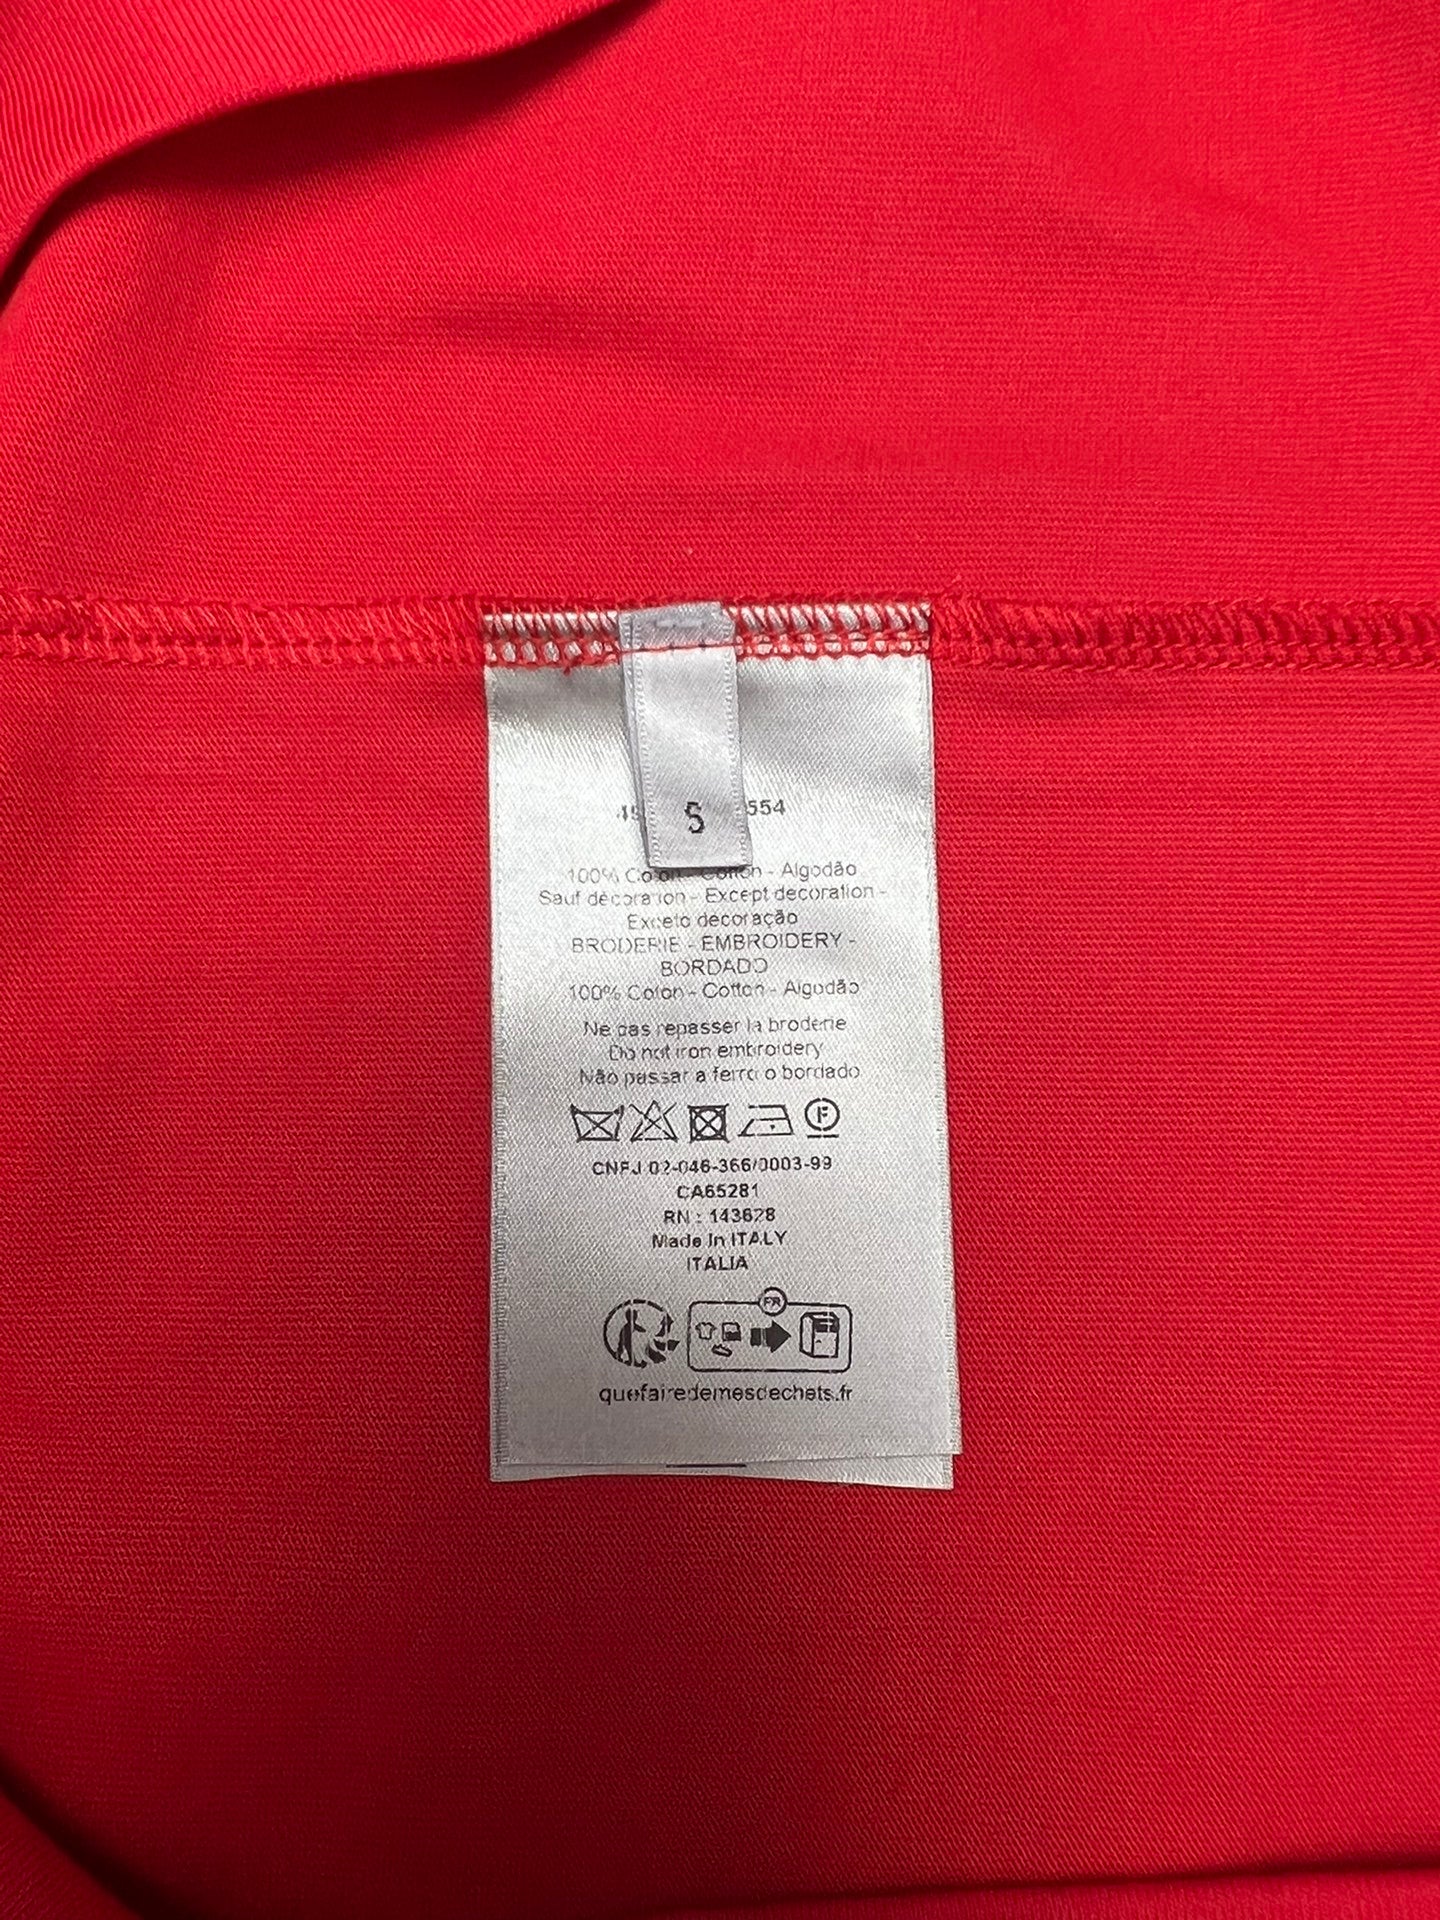 S
554
100% Coton - Cotton - Algodão
Sauf décoration - Except decoration -
Exceto decoração
BRODERIE - EMBROIDERY -
BORDADO
100% Coton - Cotton - Algodão
Ne pas repasser la broderie
Do not iron embroidery
Não passar a ferro o bordado
F
CNPJ 02-046-366/0003-99
CA65281
RN : 143628
Made in ITALY
ITALIA
FR
quefairedemesdechets.fr